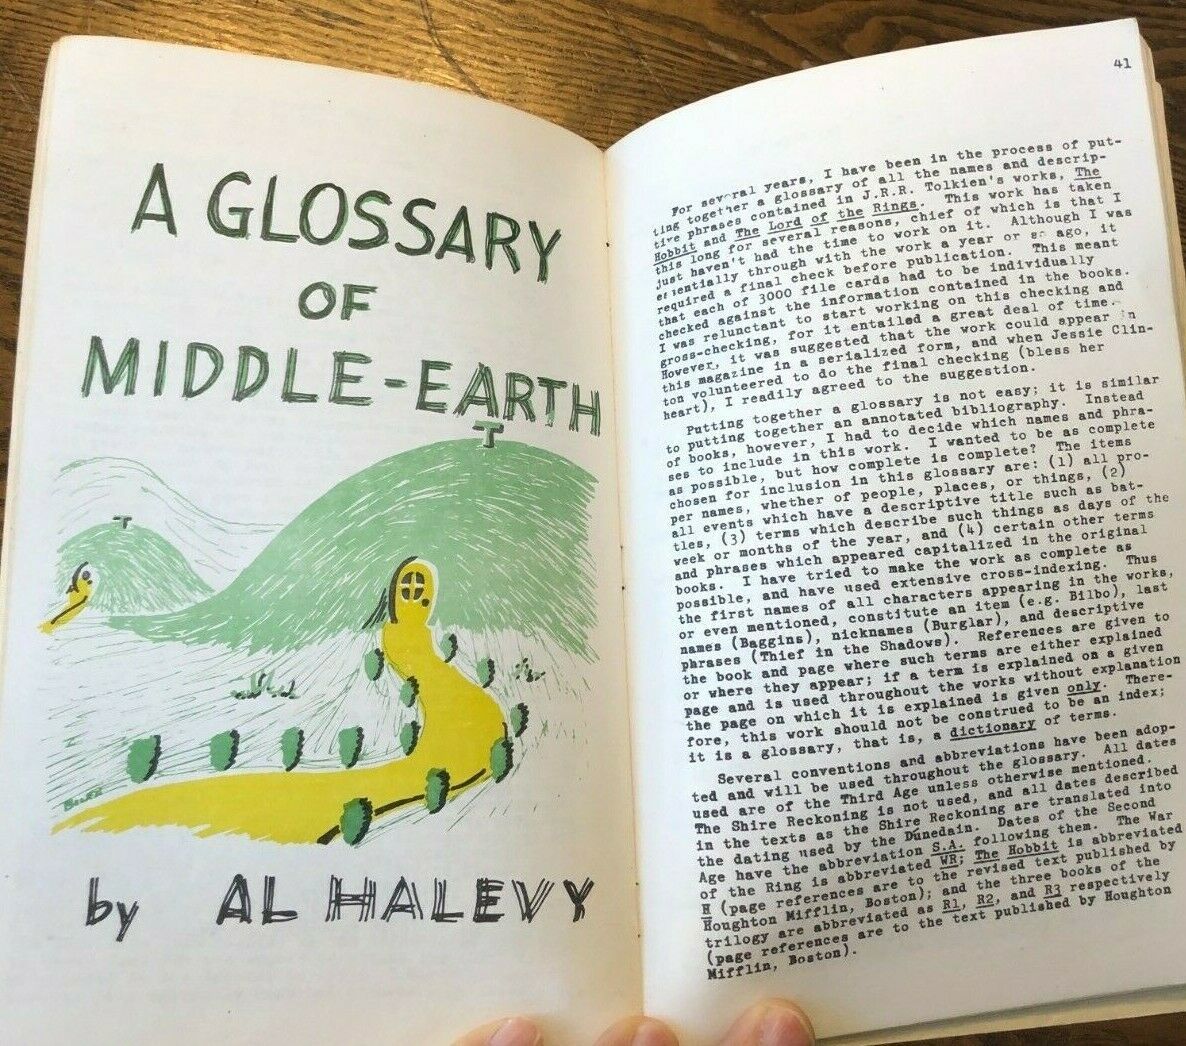 A GLOSSARY
OF
MIDDLE-EARTH
by AL HALEVY
41
For several years, I have been in the process of put-
ting together a glossary of all the names and descrip-
tive phrases contained in J.R.R. Tolkien's works, The
Hobbit and The Lord of the Rings. This work has taken
this long for several reasons, chief of which is that I
just haven't had the time to work on it. Although I was
essentially through with the work a year or so ago, it
required a final check before publication. This meant
that each of 3000 file cards had to be individually
checked against the information contained in the books.
I was reluctant to start working on this checking and
gross-checking, for it entailed a great deal of time.
However, it was suggested that the work could appear in
this magazine in a serialized form, and when Jessie Clin-
ton volunteered to do the final checking (bless her
heart), I readily agreed to the suggestion.
Putting together a glossary is not easy; it is similar
to putting together an annotated bibliography. Instead
of books, however, I had to decide which names and phra-
ses to include in this work. I wanted to be as complete
as possible, but how complete is complete? The items
chosen for inclusion in this glossary are: (1) all pro-
per names, whether of people, places, or things, (2)
all events which have a descriptive title such as bat-
tles, (3) terms which describe such things as days of the
week or months of the year, and (4) certain other terms
and phrases which appeared capitalized in the original
books. I have tried to make the work as complete as
possible, and have used extensive cross-indexing. Thus
the first names of all characters appearing in the works,
or even mentioned, constitute an item (e.g. Bilbo), last
names (Baggins), nicknames (Burglar), and descriptive
phrases (Thief in the Shadows). References are given to
the book and page where such terms are either explained
or where they appear; if a term is explained on a given
page and is used throughout the works without explanation
the page on which it is explained is given only. There-
fore, this work should not be construed to be an index;
it is a glossary, that is, a dictionary of terms.
Several conventions and abbreviations have been adop-
ted and will be used throughout the glossary. All dates
used are of the Third Age unless otherwise mentioned.
The Shire Reckoning is not used, and all dates described
in the texts as the Shire Reckoning are translated into
the dating used by the Dúnedain. Dates of the Second
Age have the abbreviation S.A. following them. The War
of the Ring is abbreviated WR; The Hobbit is abbreviated
H (page references are to the revised text published by
Houghton Mifflin, Boston); and the three books of the
trilogy are abbreviated as R1, R2, and R3 respectively
(page references are to the text published by Houghton
Mifflin, Boston).